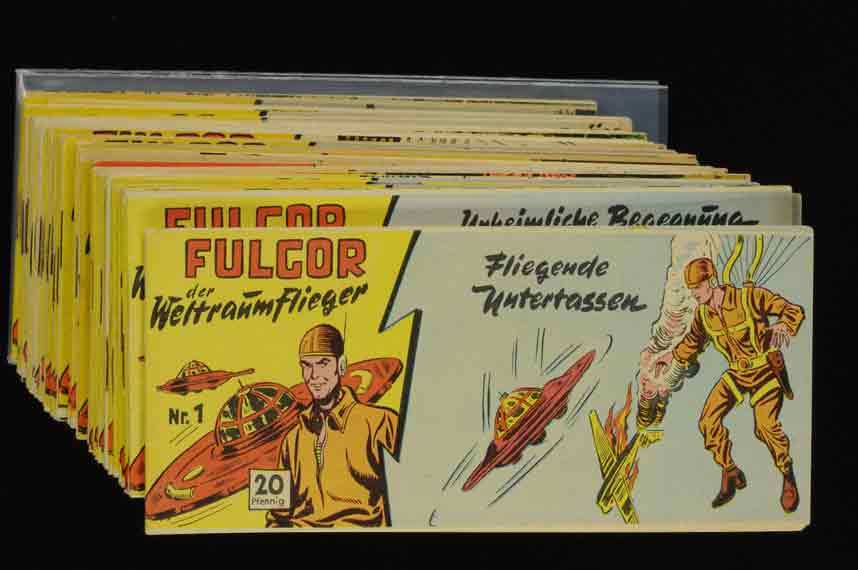 FULGOR
Unheimliche Begegnung
FULGOR
der
Weltraumflieger
Fliegende
Untertassen
Nr. 1
20
Pfennig